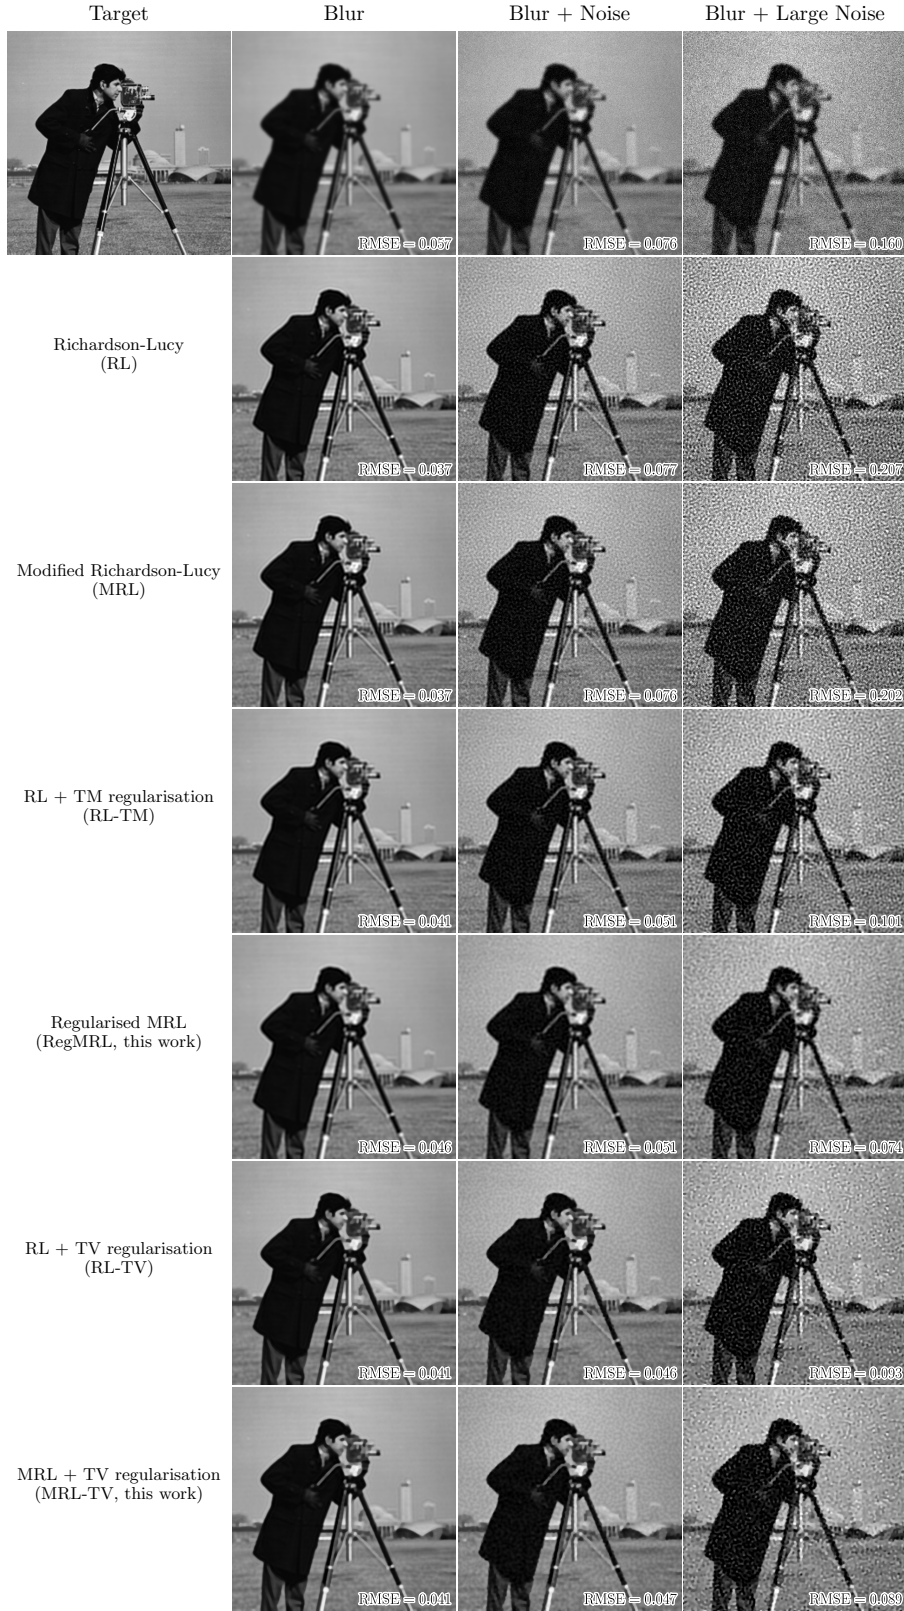 Target Blur Blur + Noise Blur + Large Noise
RMSE = 0.057 RMSE = 0.076 RMSE = 0.160
Richardson-Lucy
(RL)
RMSE = 0.037 RMSE = 0.077 RMSE = 0.207
Modified Richardson-Lucy
(MRL)
RMSE = 0.037 RMSE = 0.076 RMSE = 0.202
RL + TM regularisation
(RL-TM)
RMSE = 0.041 RMSE = 0.051 RMSE = 0.101
Regularised MRL
(RegMRL, this work)
RMSE = 0.046 RMSE = 0.051 RMSE = 0.074
RL + TV regularisation
(RL-TV)
RMSE = 0.041 RMSE = 0.046 RMSE = 0.093
MRL + TV regularisation
(MRL-TV, this work)
RMSE = 0.041 RMSE = 0.047 RMSE = 0.089